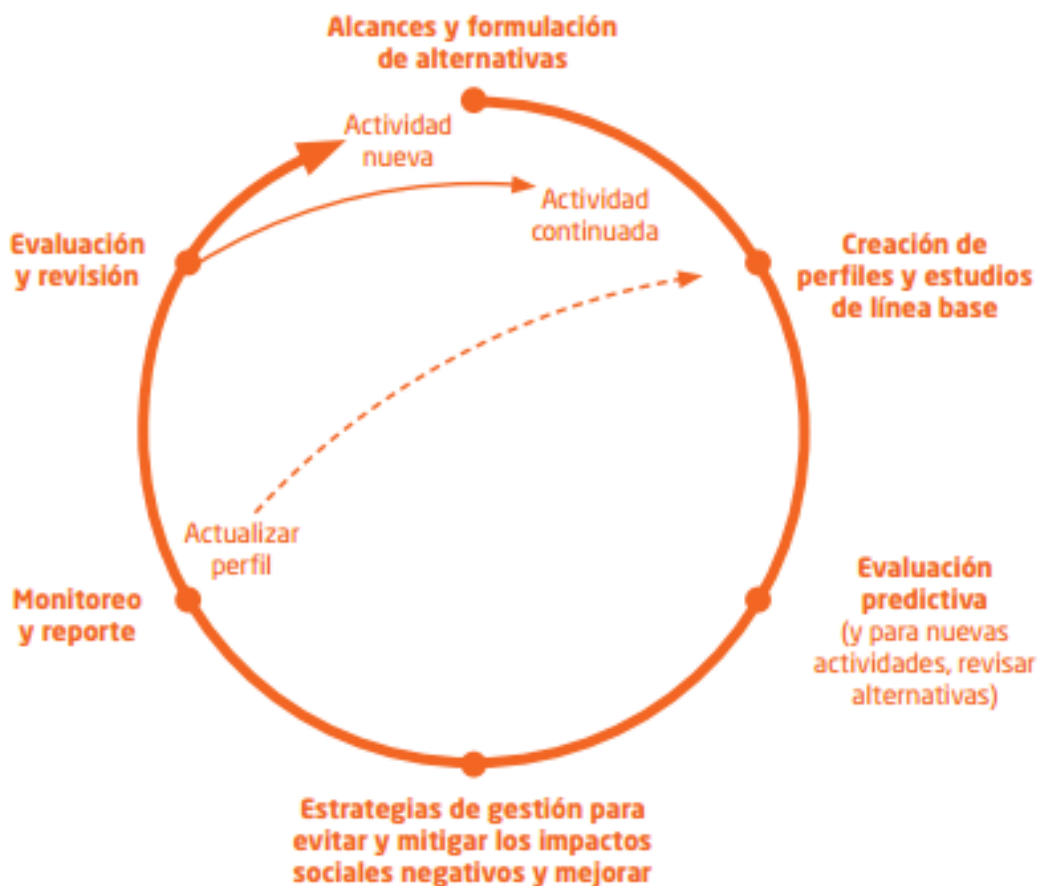 Alcances y formulación
de alternativas
Actividad
nueva
Actividad
continuada
Evaluación
y revisión
Creación de
perfiles y estudios
de línea base
Actualizar
perfil
Monitoreo
y reporte
Evaluación
predictiva
(y para nuevas
actividades, revisar
alternativas)
Estrategias de gestión para
evitar y mitigar los impactos
sociales negativos y mejorar